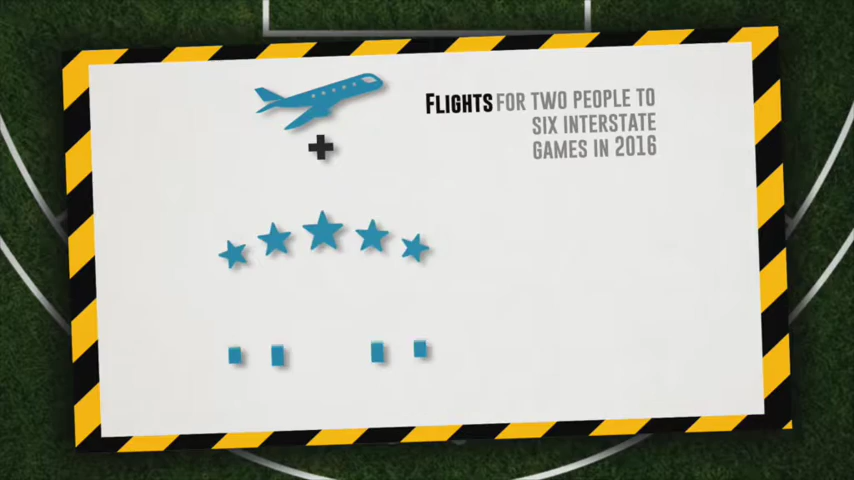 FLIGHTS FOR TWO PEOPLE TO
SIX INTERSTATE
GAMES IN 2016